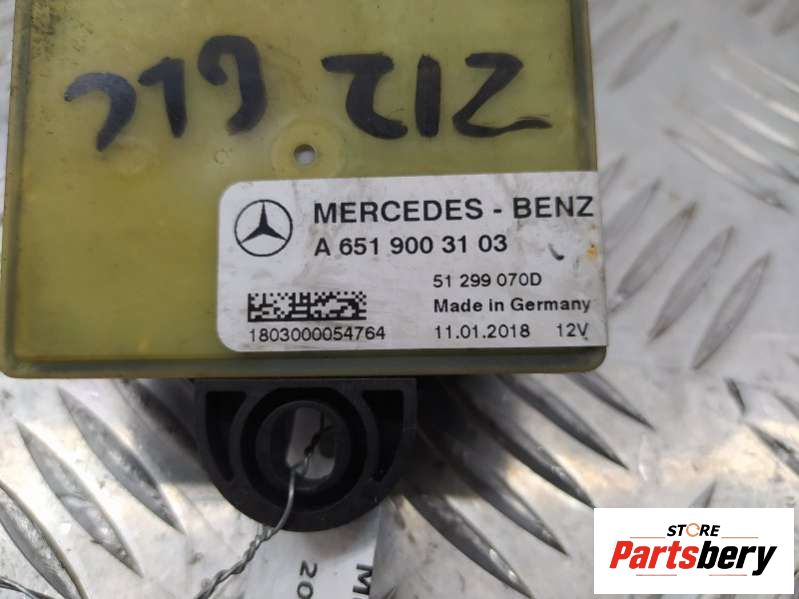 212 GLC
MERCEDES - BENZ
A 651 900 31 03
51 299 070D
Made in Germany
1803000054764
11.01.2018 12V
STORE
Partsbery